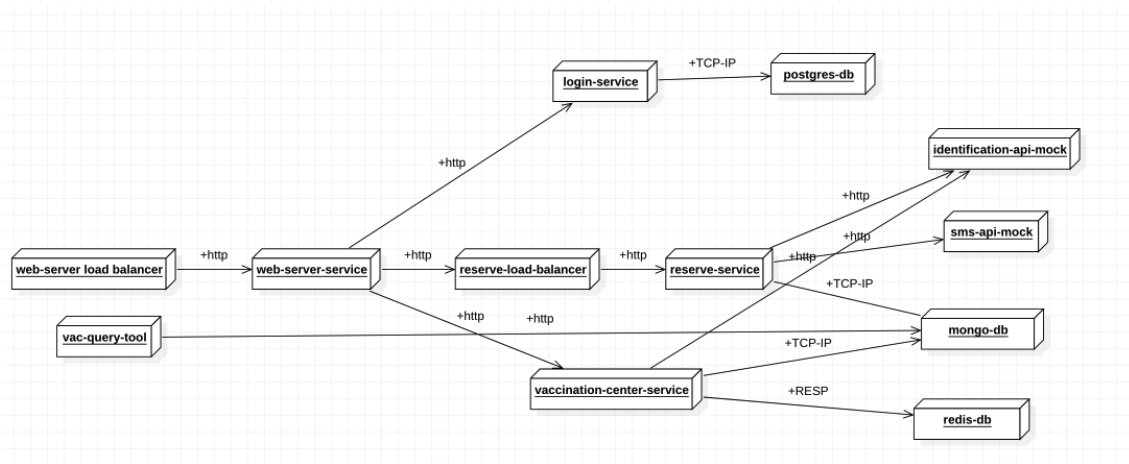 +TCP-IP
login-service
postgres-db
identification-api-mock
+http
+http
sms-api-mock
+http
+http
+http
+http
+http
web-server load balancer
web-server-service
reserve-load-balancer
reserve-service
+TCP-IP
+http
+http
vac-query-tool
mongo-db
+TCP-IP
vaccination-center-service
+RESP
redis-db